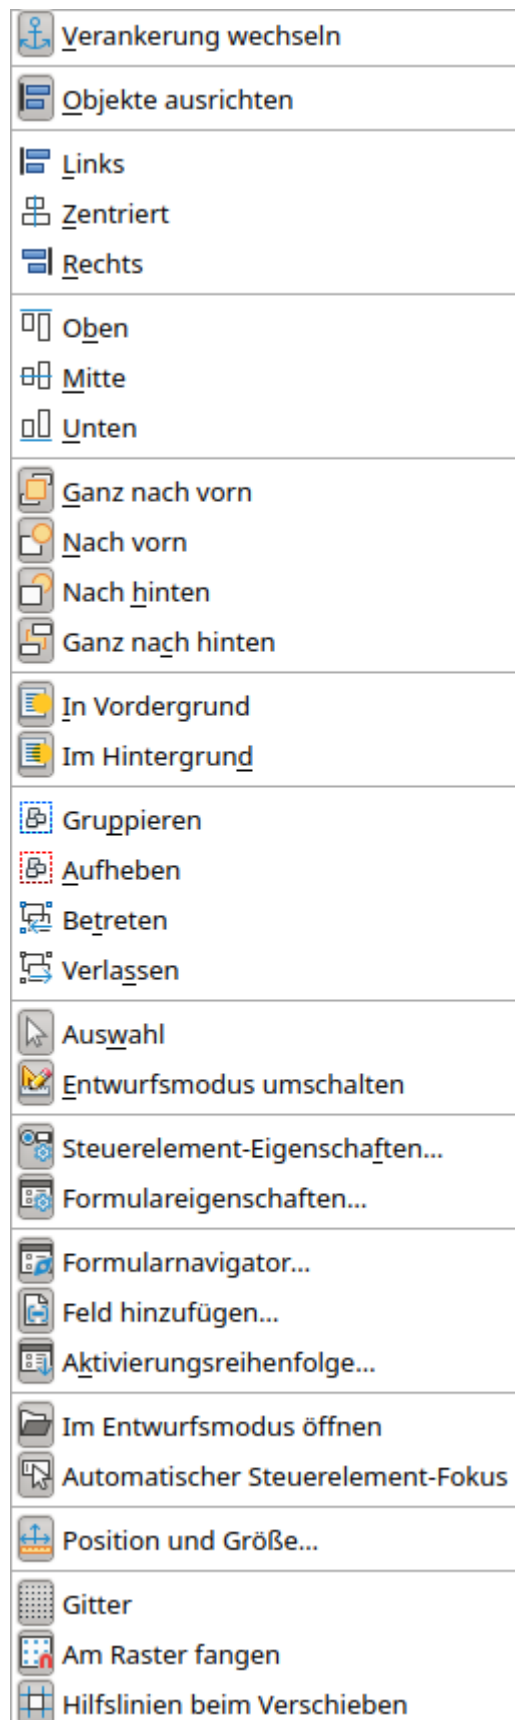 Verankerung wechseln
Objekte ausrichten
Links
Zentriert
Rechts
Oben
Mitte
Unten
Ganz nach vorn
Nach vorn
Nach hinten
Ganz nach hinten
In Vordergrund
Im Hintergrund
Gruppieren
Aufheben
Betreten
Verlassen
Auswahl
Entwurfsmodus umschalten
Steuerelement-Eigenschaften...
Formulareigenschaften...
Formularnavigator...
Feld hinzufügen...
Aktivierungsreihenfolge...
Im Entwurfsmodus öffnen
Automatischer Steuerelement-Fokus
Position und Größe...
Gitter
Am Raster fangen
Hilfslinien beim Verschieben